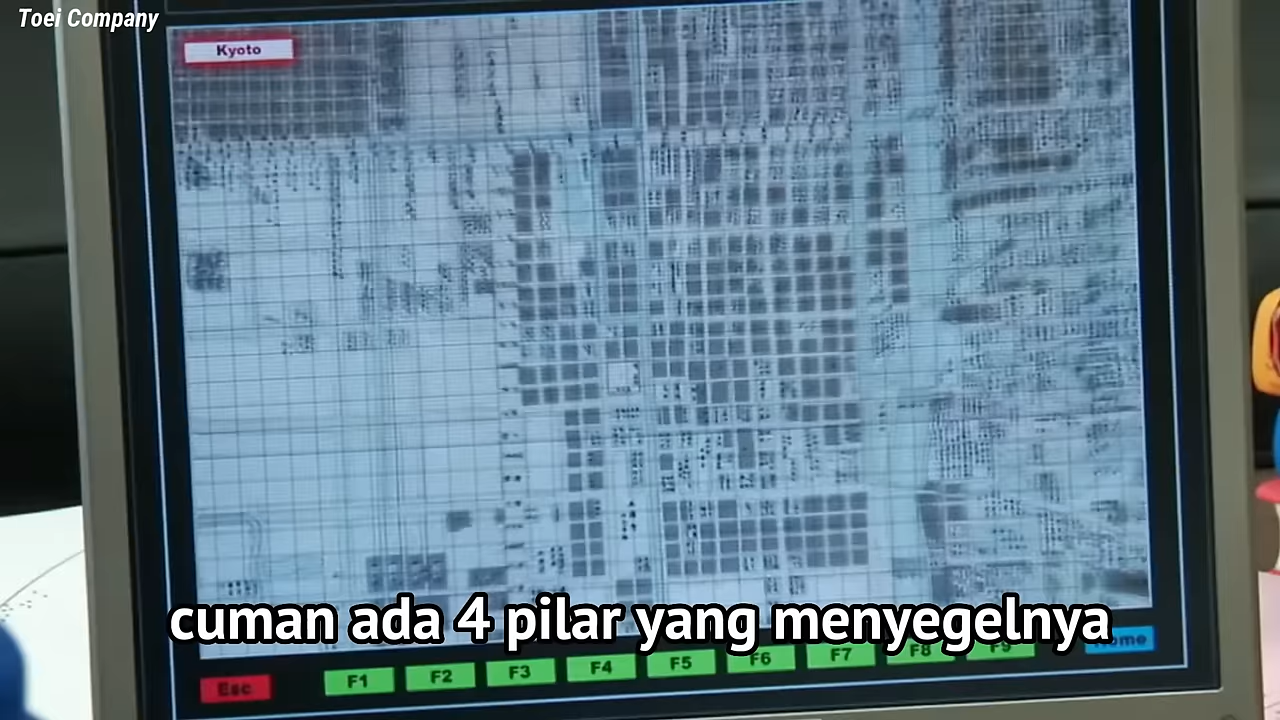 Toei Company
Kyoto
cuman ada 4 pilar yang menyegelnya
Esc F1 F2 F3 F4 F5 F6 F7 F8 F9 Home